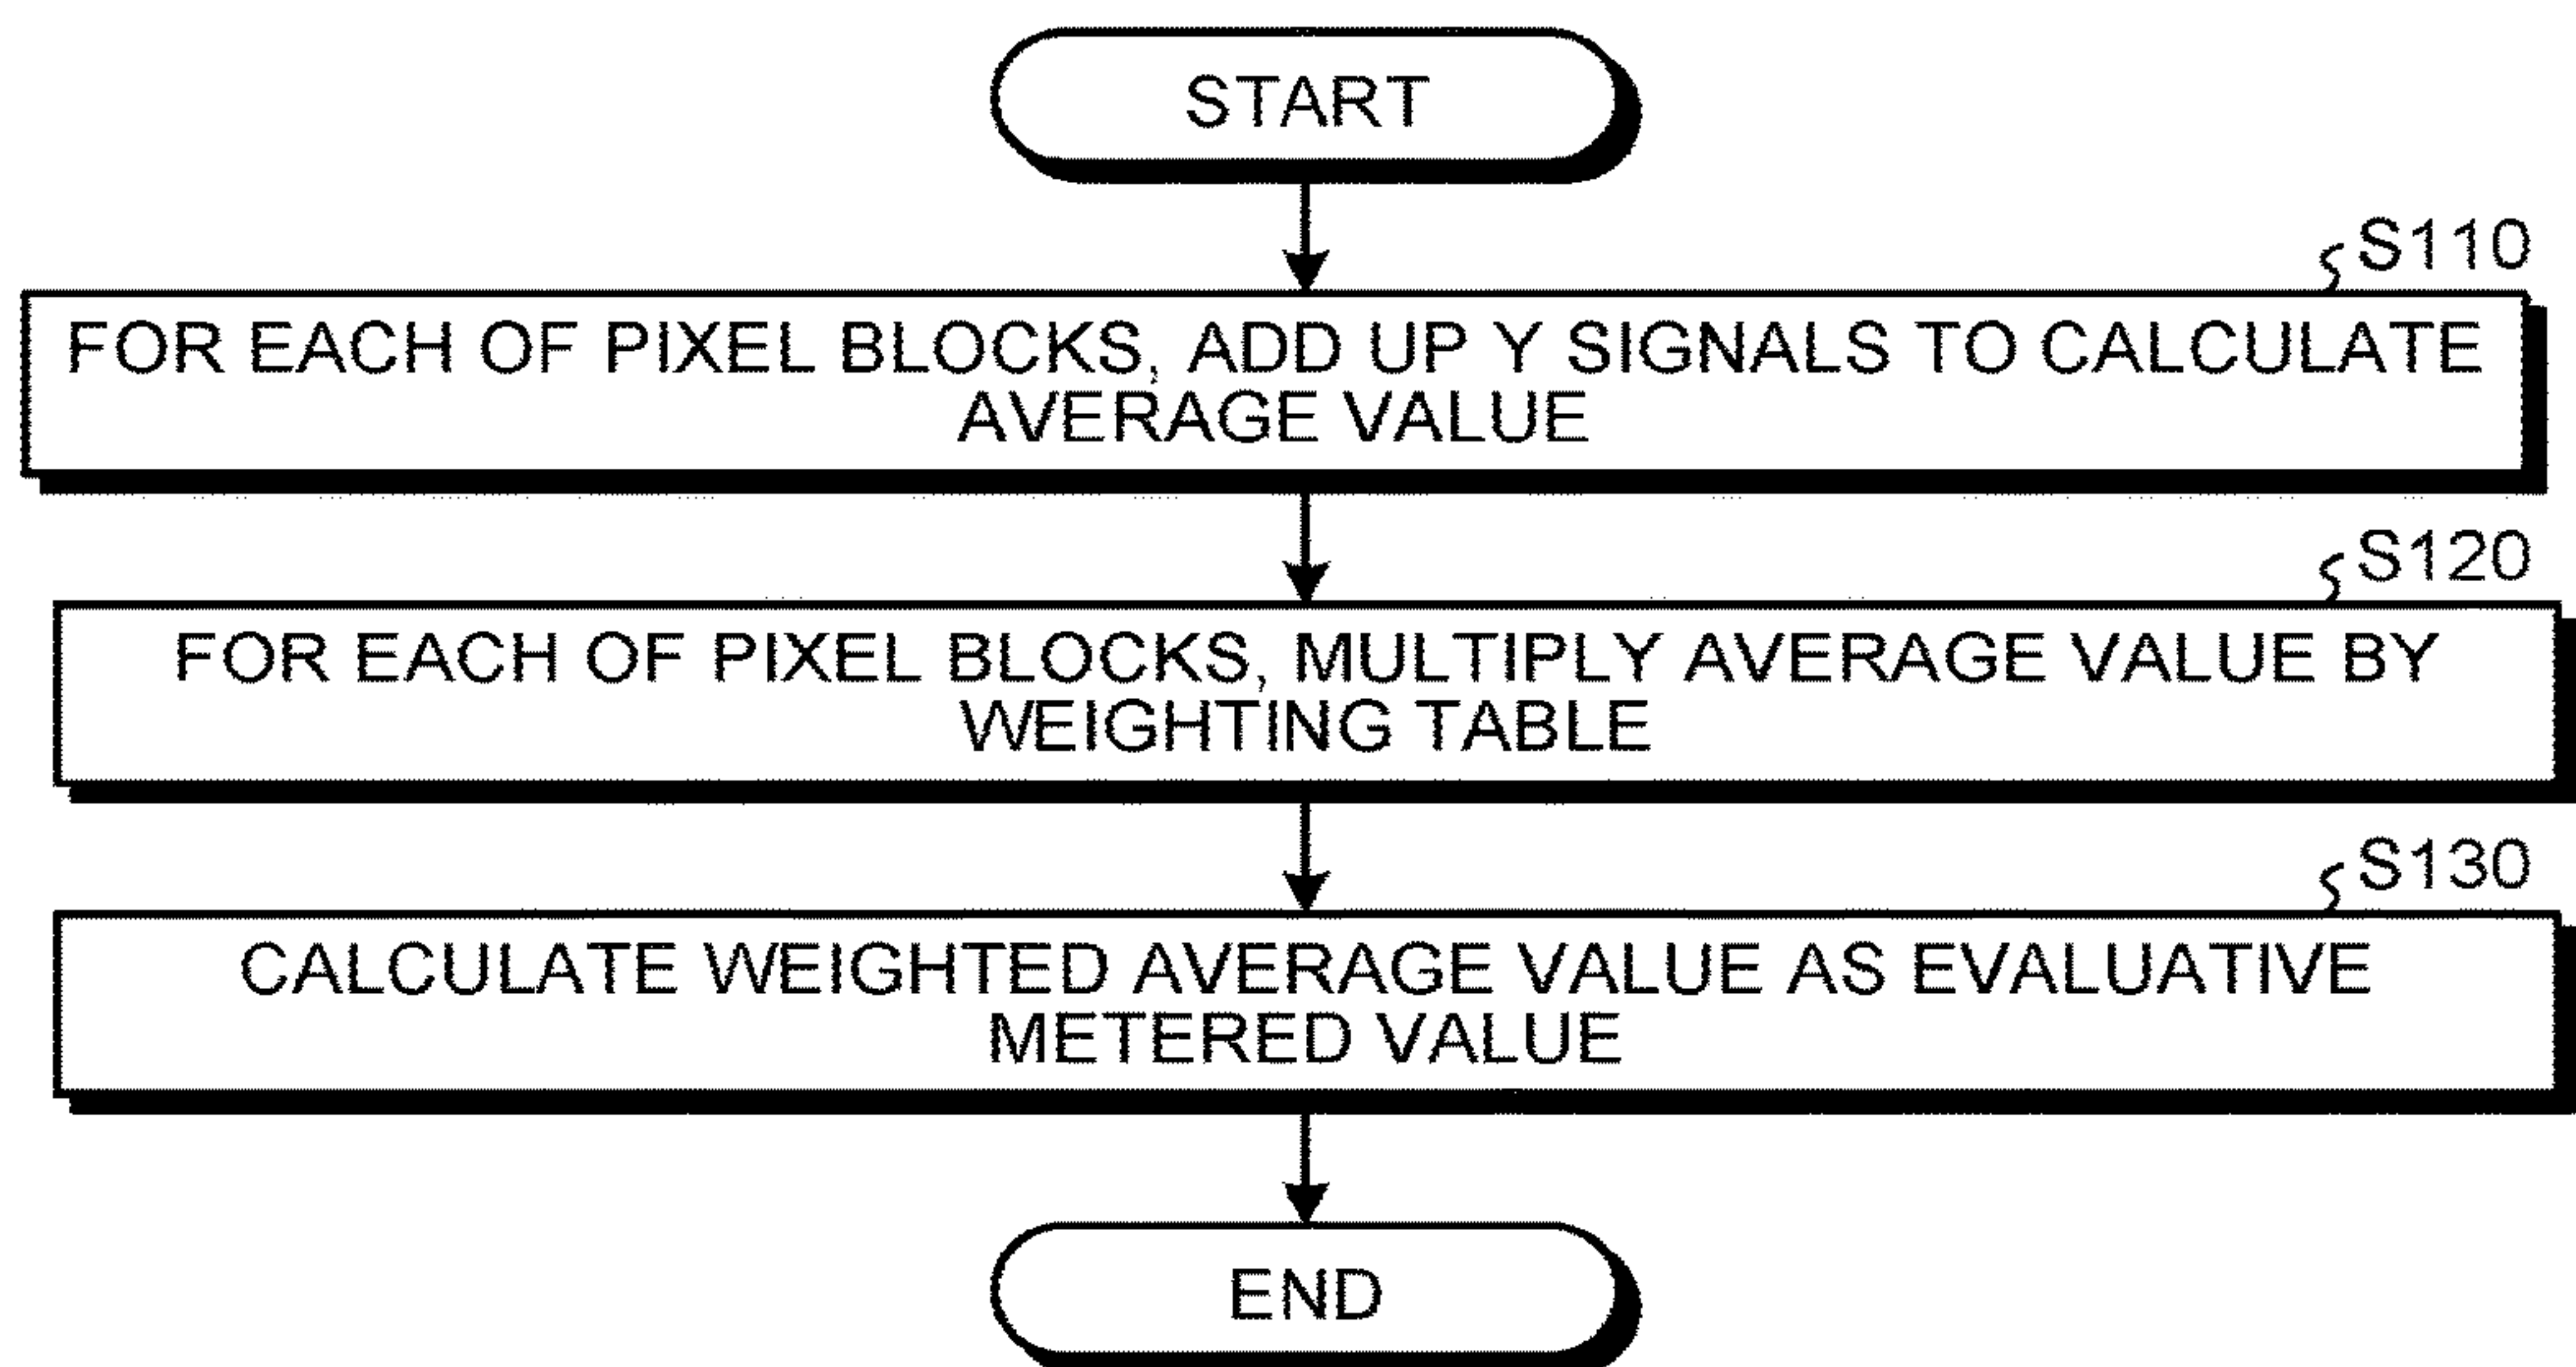 START
S110
FOR EACH OF PIXEL BLOCKS, ADD UP Y SIGNALS TO CALCULATE
AVERAGE VALUE
S120
FOR EACH OF PIXEL BLOCKS, MULTIPLY AVERAGE VALUE BY
WEIGHTING TABLE
S130
CALCULATE WEIGHTED AVERAGE VALUE AS EVALUATIVE
METERED VALUE
END